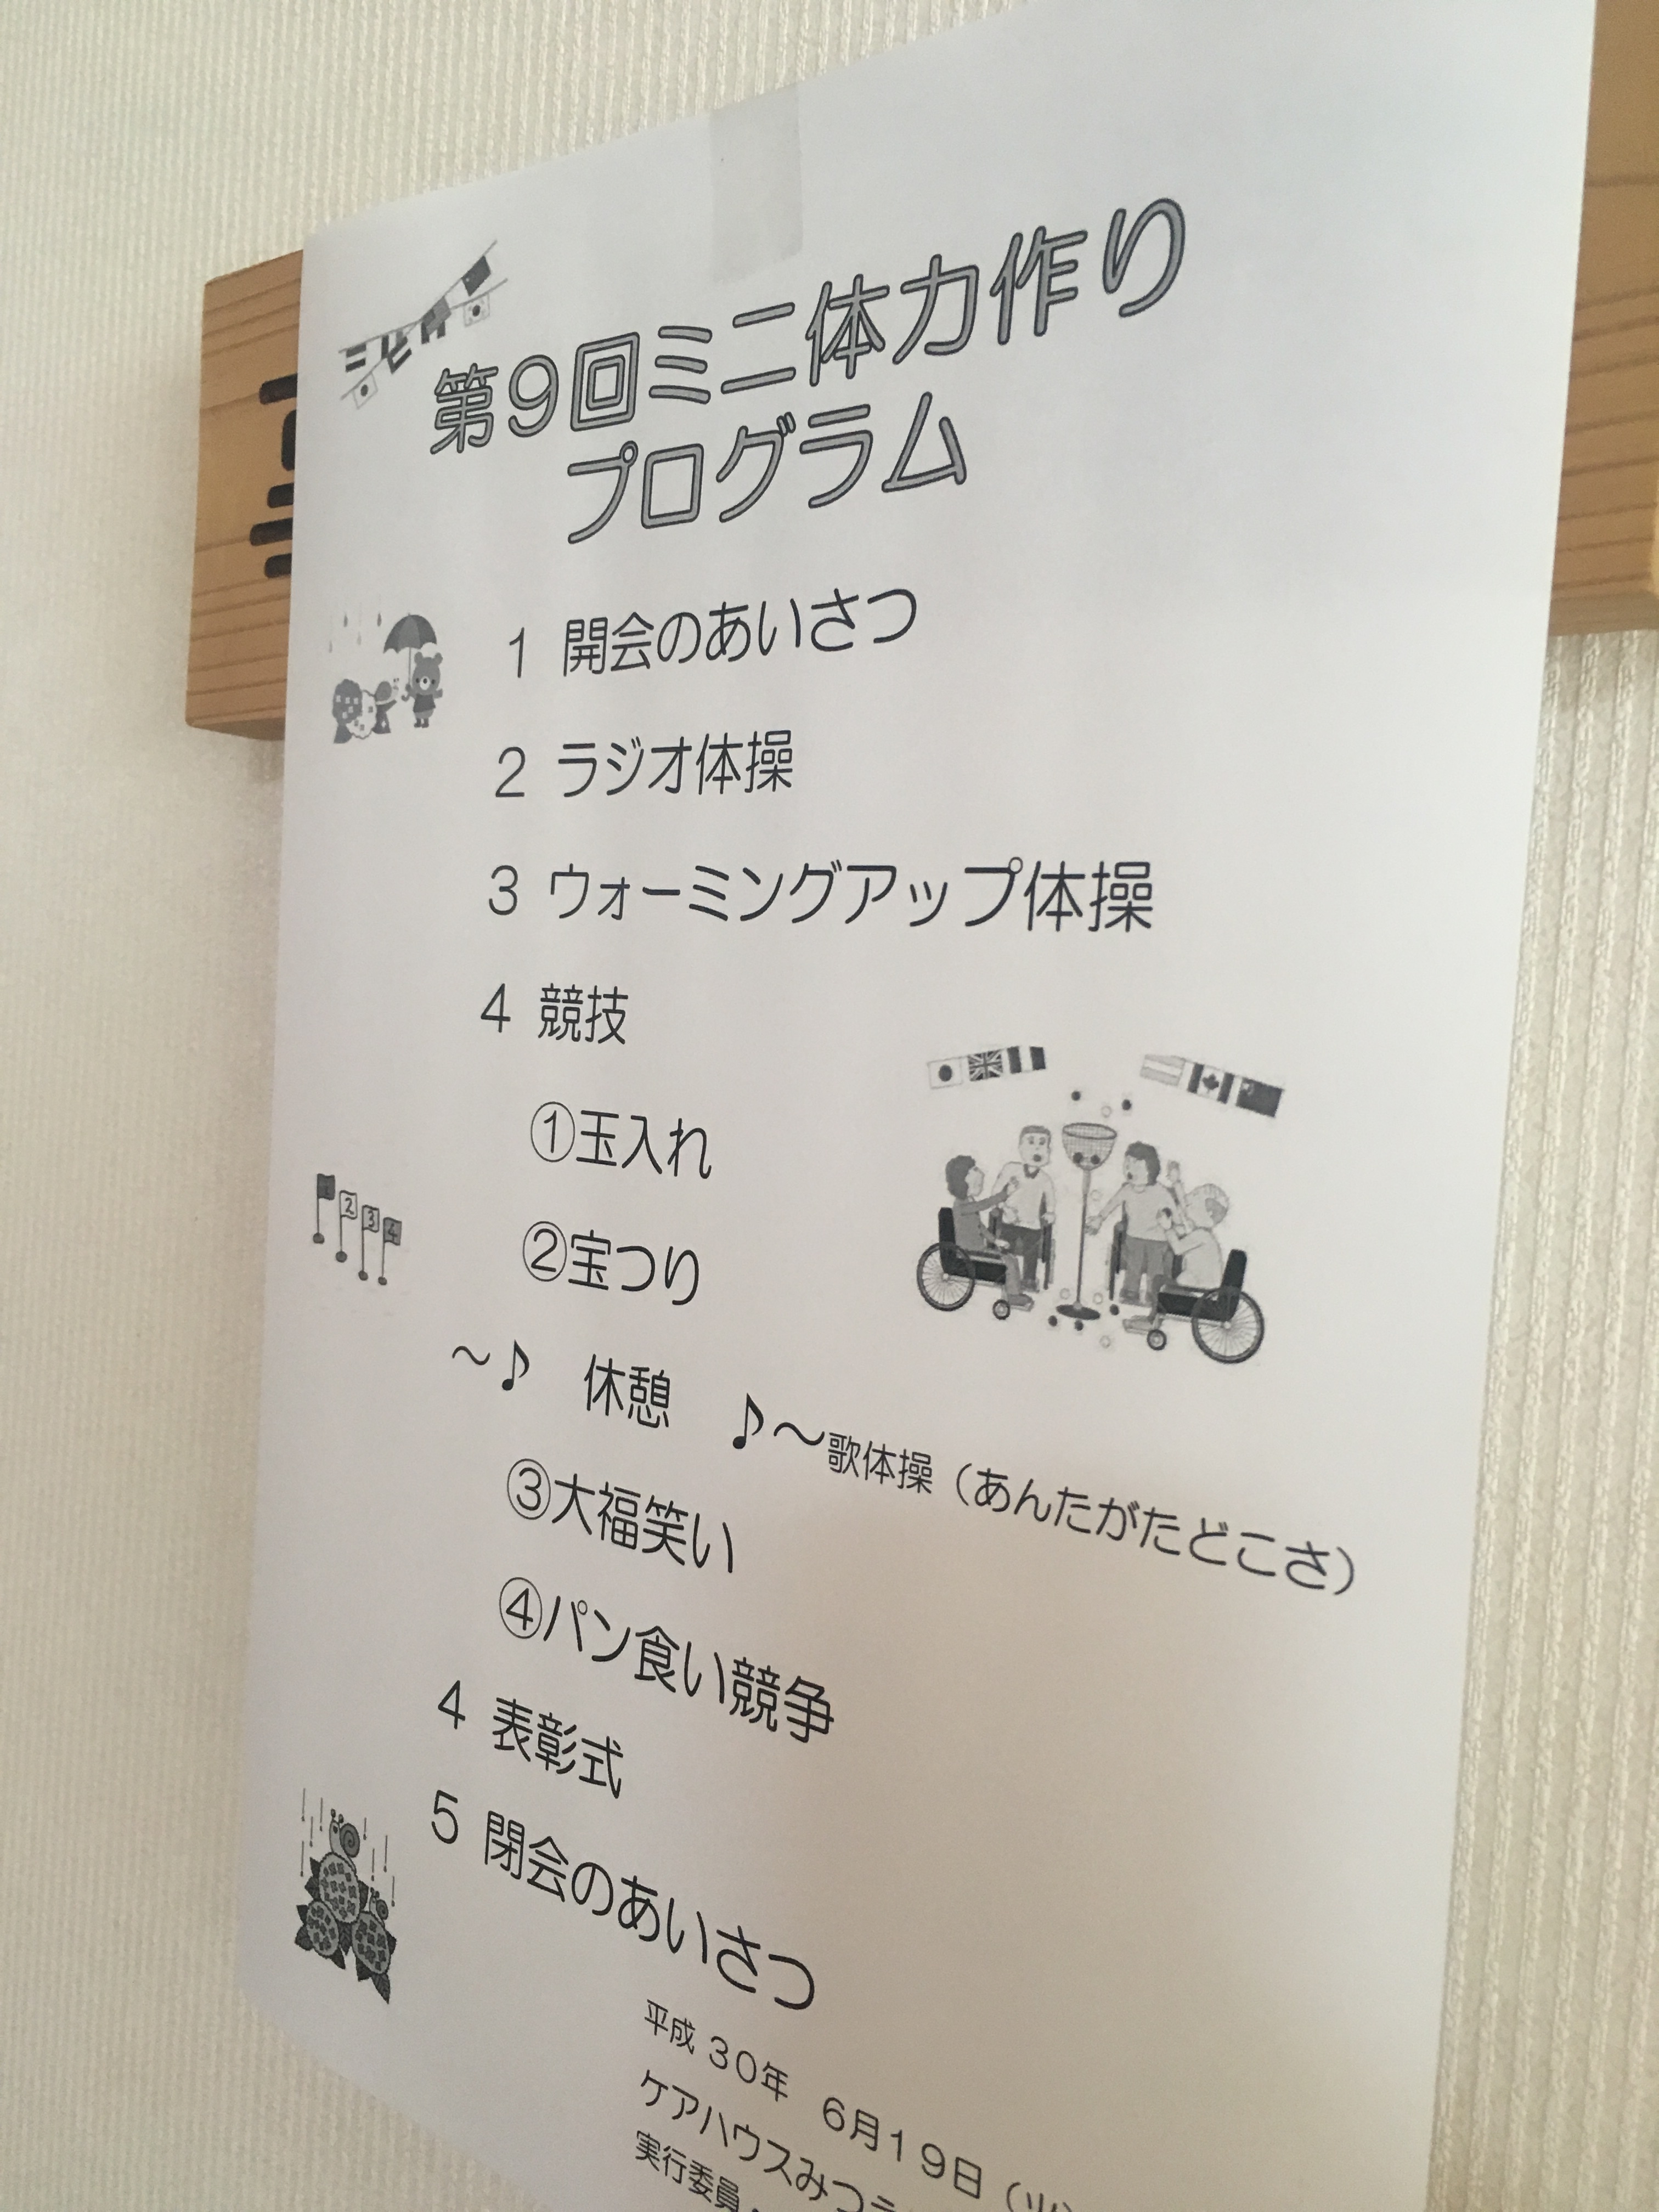 第9回ミニ体力作り
プログラム
1 開会のあいさつ
2 ラジオ体操
3 ウォーミングアップ体操
4 競技
①玉入れ
②宝つり
～♪ 休憩 ♪～歌体操（あんたがたどこさ）
③大福笑い
④パン食い競争
4 表彰式
5 閉会のあいさつ
平成 30年 6月19日（火
ケアハウスみつ
実行委員
2 3 4